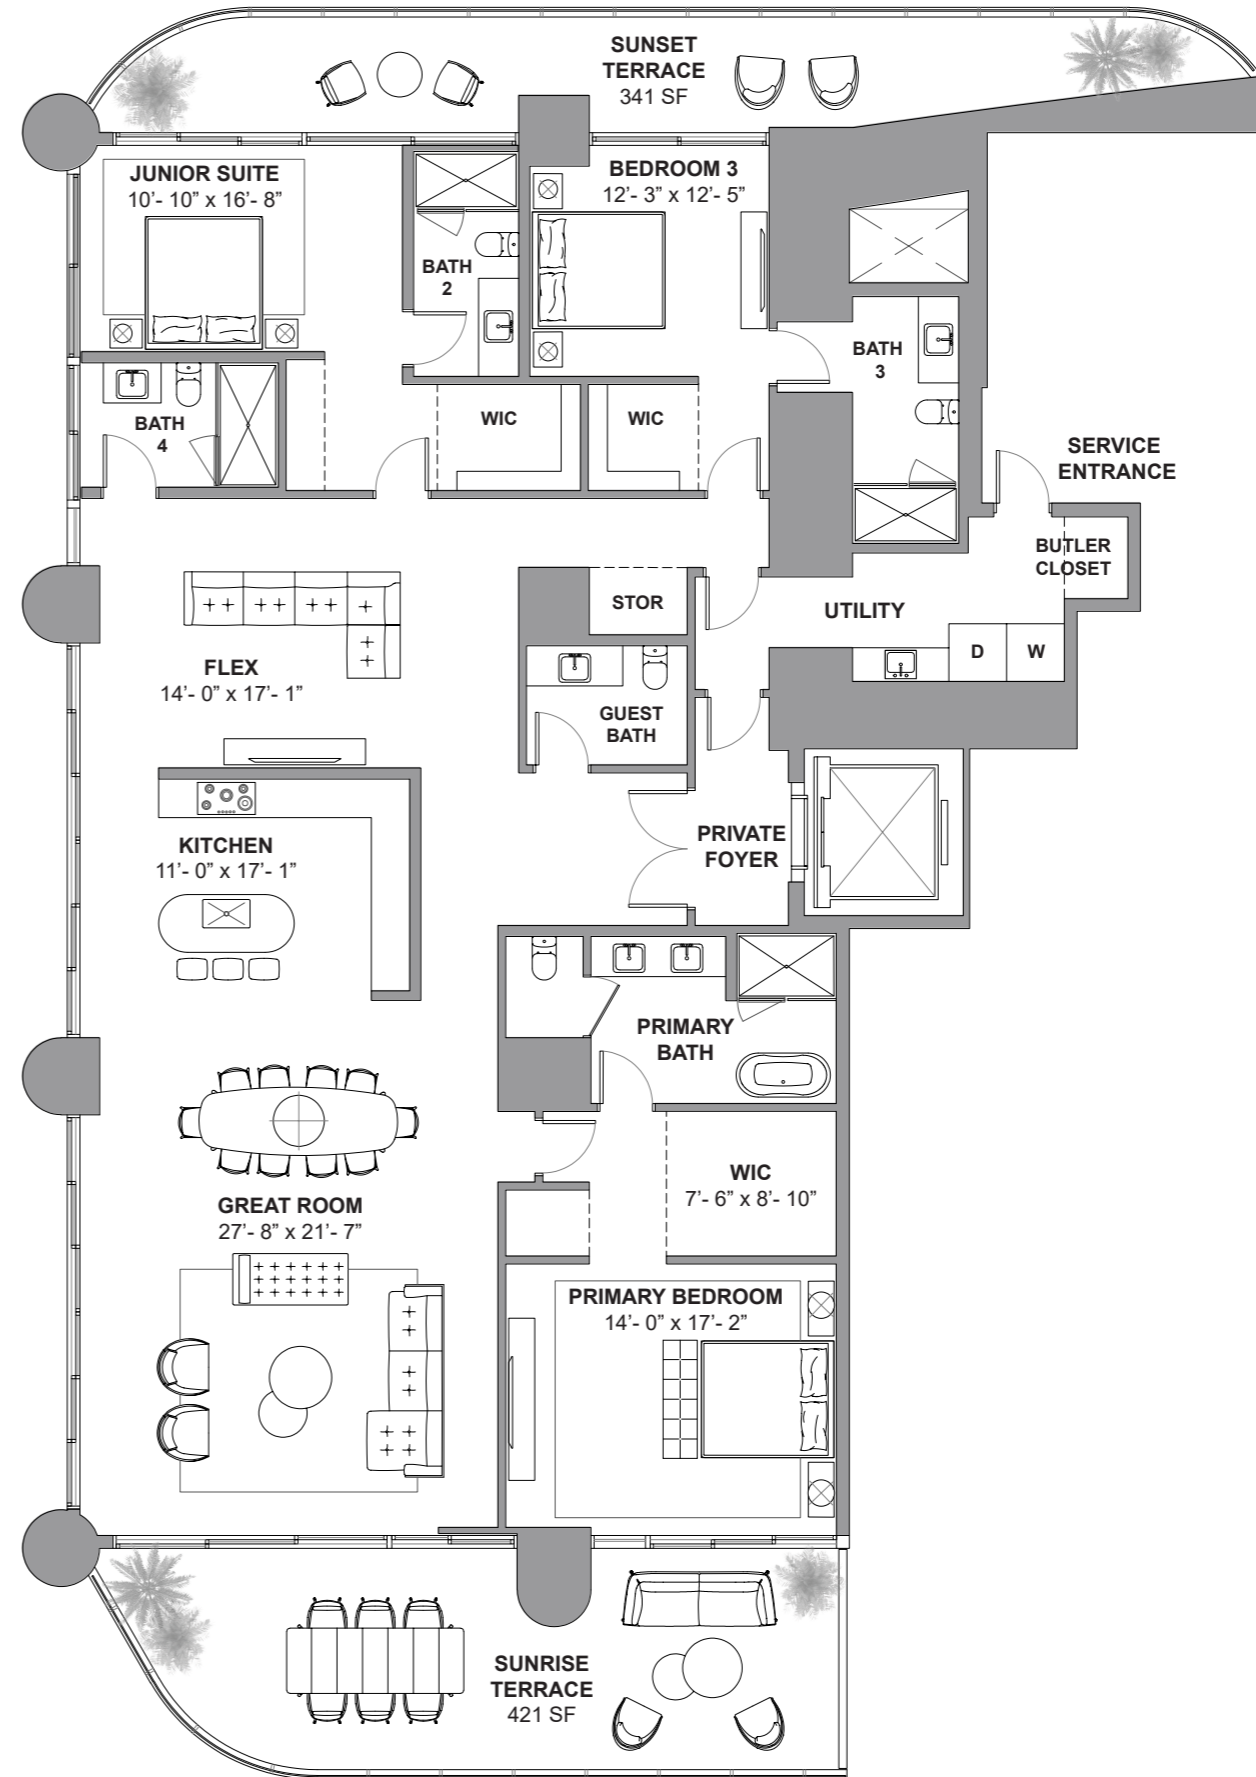 SUNSET
TERRACE
341 SF
JUNIOR SUITE
10’- 10” x 16’- 8”
BEDROOM 3
12’- 3” x 12’- 5”
BATH
2
BATH
3
BATH
4
WIC
WIC
SERVICE
ENTRANCE
BUTLER
CLOSET
STOR
UTILITY
D
W
FLEX
14’- 0” x 17’- 1”
GUEST
BATH
KITCHEN
11’- 0” x 17’- 1”
PRIVATE
FOYER
PRIMARY
BATH
WIC
7’- 6” x 8’- 10”
GREAT ROOM
27’- 8” x 21’- 7”
PRIMARY BEDROOM
14’- 0” x 17’- 2”
SUNRISE
TERRACE
421 SF